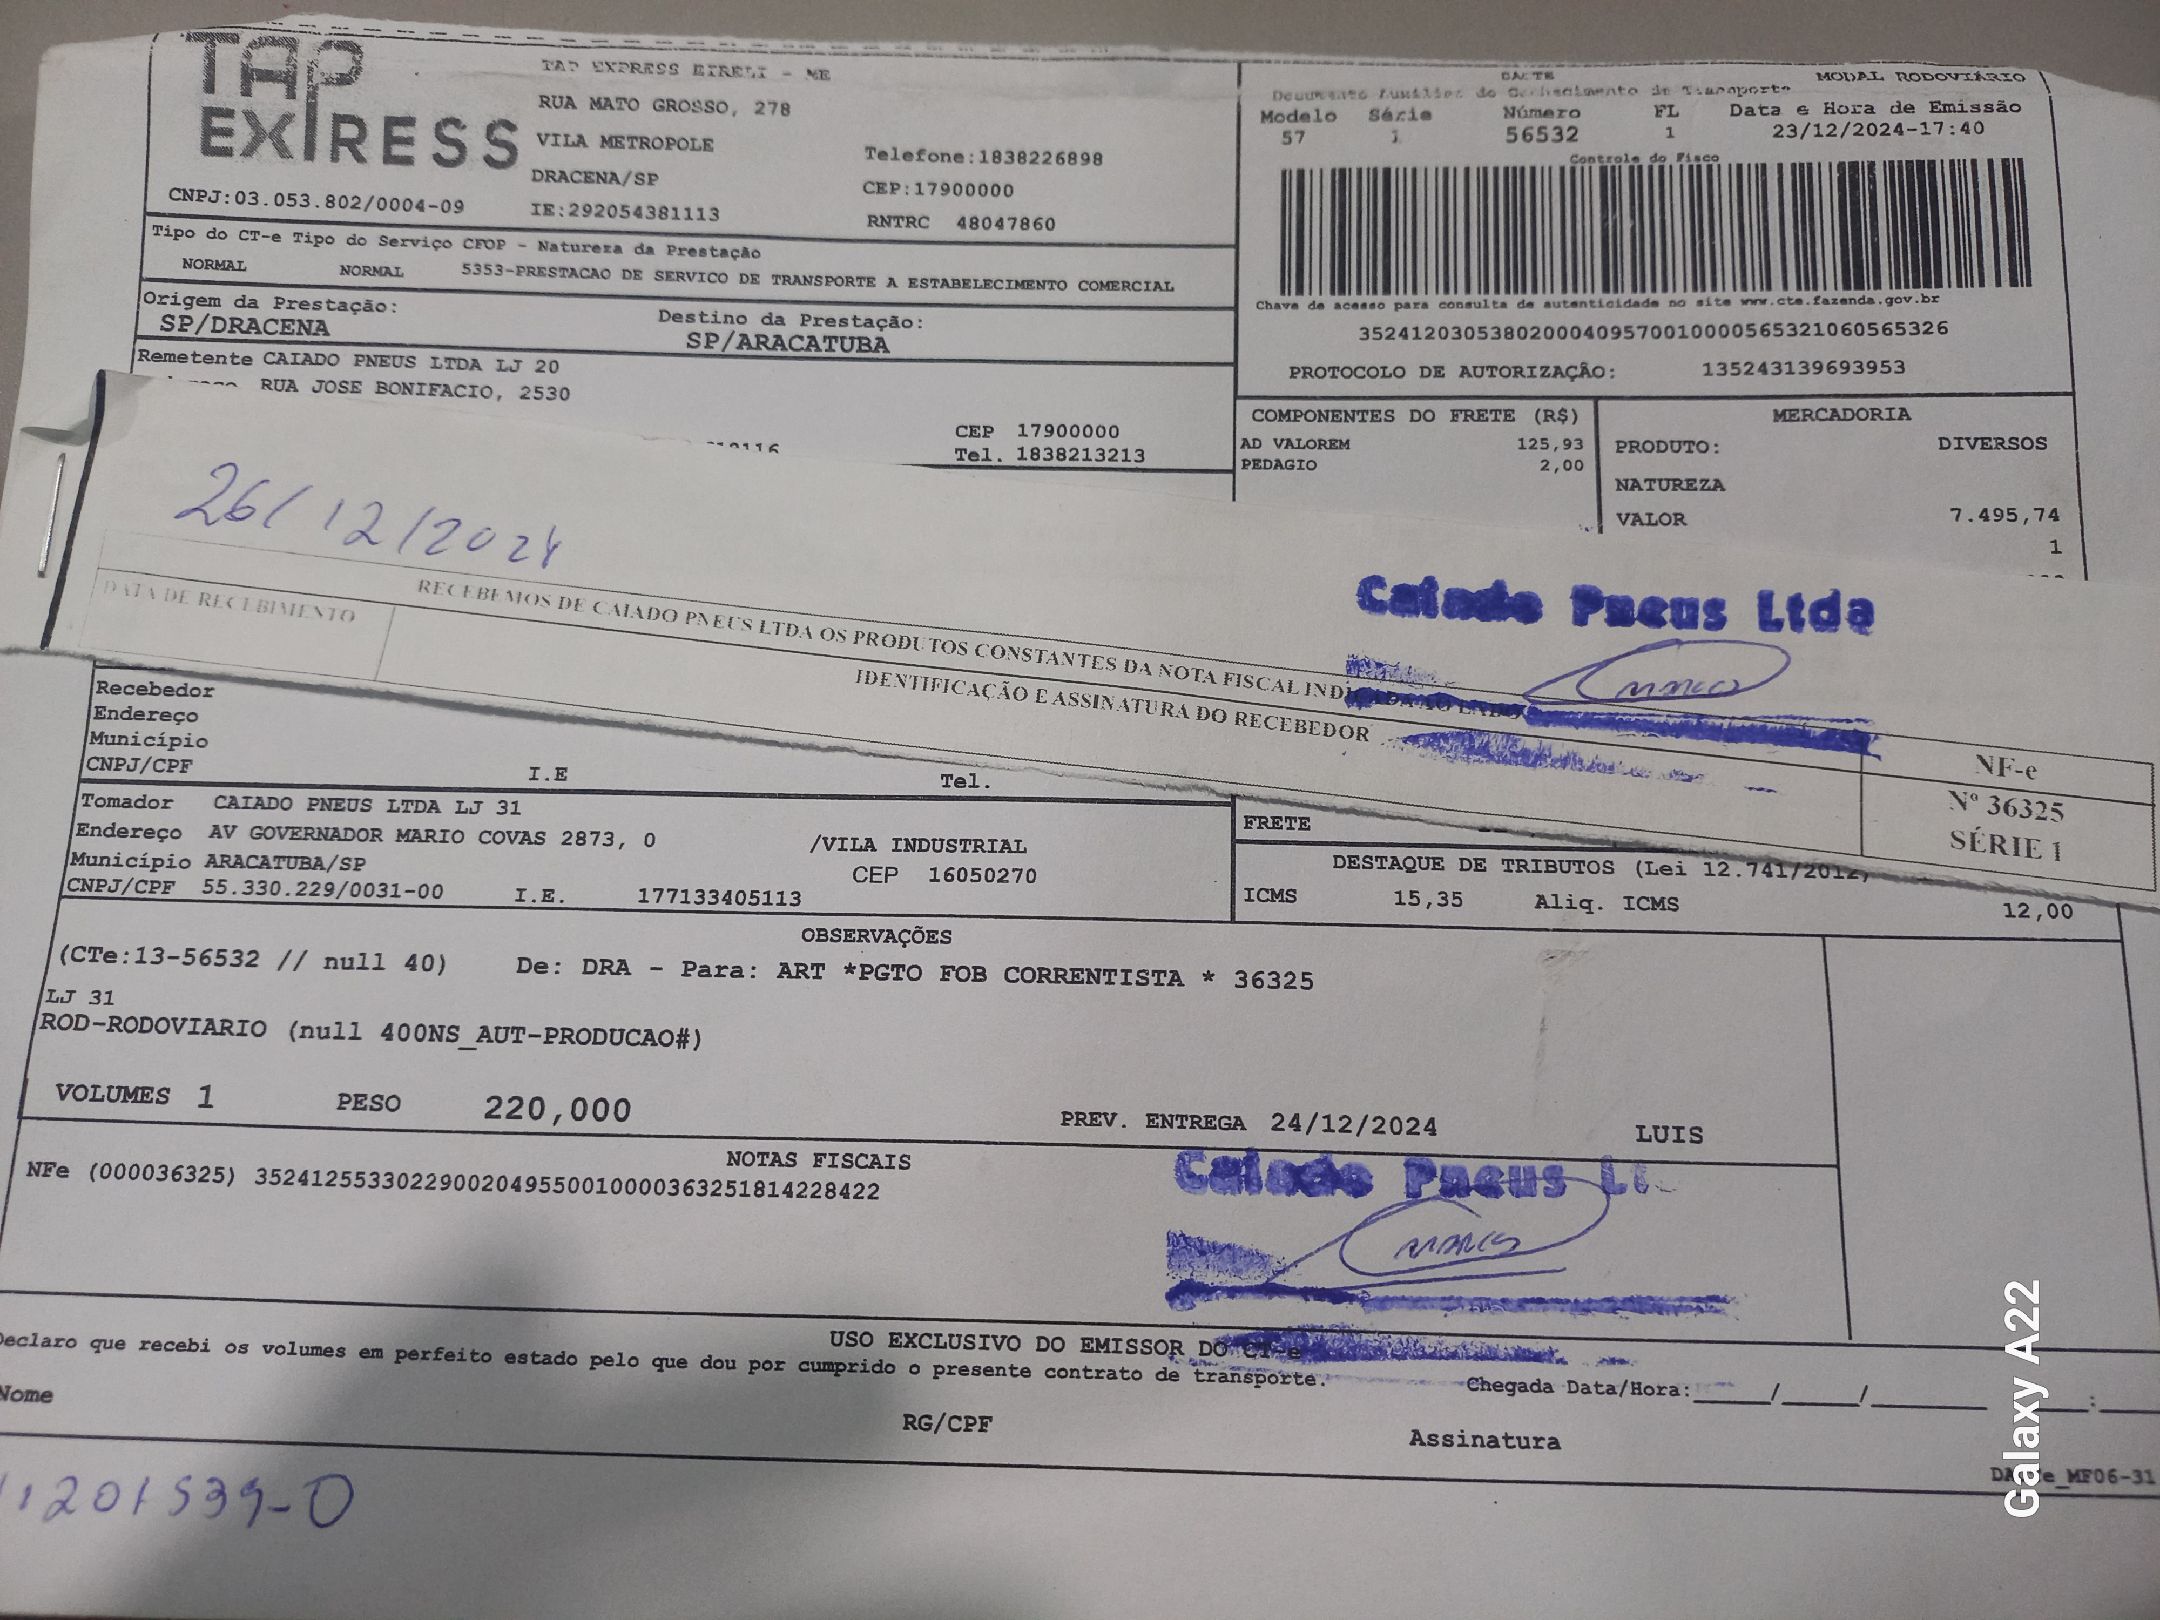 TAP
EXPRESS
TAP EXPRESS EIRELI - ME
RUA MATO GROSSO, 278
VILA METROPOLE
DRACENA/SP
Telefone:1838226898
CEP:17900000
CNPJ:03.053.802/0004-09
IE:292054381113
RNTRC 48047860
DACTE
MODAL RODOVIÁRIO
Documento Auxiliar do Conhecimento de Transporte
Modelo Série Número FL Data e Hora de Emissão
57 1 56532 1 23/12/2024-17:40
Controle do Fisco
Chave de acesso para consulta de autenticidade no site www.cte.fazenda.gov.br
35241203053802000409570010000565321060565326
PROTOCOLO DE AUTORIZAÇÃO: 135243139693953
Tipo do CT-e Tipo do Serviço CFOP - Natureza da Prestação
NORMAL NORMAL 5353-PRESTACAO DE SERVICO DE TRANSPORTE A ESTABELECIMENTO COMERCIAL
Origem da Prestação:
SP/DRACENA
Destino da Prestação:
SP/ARACATUBA
Remetente CAIADO PNEUS LTDA LJ 20
RUA JOSE BONIFACIO, 2530
CEP 17900000
Tel. 1838213213
COMPONENTES DO FRETE (R$)
AD VALOREM 125,93
PEDAGIO 2,00
MERCADORIA
PRODUTO: DIVERSOS
NATUREZA
VALOR 7.495,74
1
26/12/2024
Caiado Pneus Ltda
RECEBEMOS DE CAIADO PNEUS LTDA OS PRODUTOS CONSTANTES DA NOTA FISCAL INDICADA AO LADO
DATA DE RECEBIMENTO
IDENTIFICAÇÃO E ASSINATURA DO RECEBEDOR
NF-e
Nº 36325
SÉRIE 1
Recebedor
Endereço
Município
CNPJ/CPF I.E Tel.
Tomador CAIADO PNEUS LTDA LJ 31
Endereço AV GOVERNADOR MARIO COVAS 2873, 0 /VILA INDUSTRIAL
Município ARACATUBA/SP CEP 16050270
CNPJ/CPF 55.330.229/0031-00 I.E. 177133405113
FRETE
DESTAQUE DE TRIBUTOS (Lei 12.741/2012)
ICMS 15,35 Aliq. ICMS 12,00
OBSERVAÇÕES
(CTe:13-56532 // null 40) De: DRA - Para: ART *PGTO FOB CORRENTISTA * 36325
LJ 31
ROD-RODOVIARIO (null 400NS_AUT-PRODUCAO#)
VOLUMES 1 PESO 220,000 PREV. ENTREGA 24/12/2024 LUIS
NOTAS FISCAIS
NFe (000036325) 35241255330229002049550010000363251814228422
Caiado Pneus Lt
USO EXCLUSIVO DO EMISSOR DO CT-e
Declaro que recebi os volumes em perfeito estado pelo que dou por cumprido o presente contrato de transporte.
Chegada Data/Hora:____/____/______ ____:____
Nome RG/CPF Assinatura
201539-0
Galaxy A22